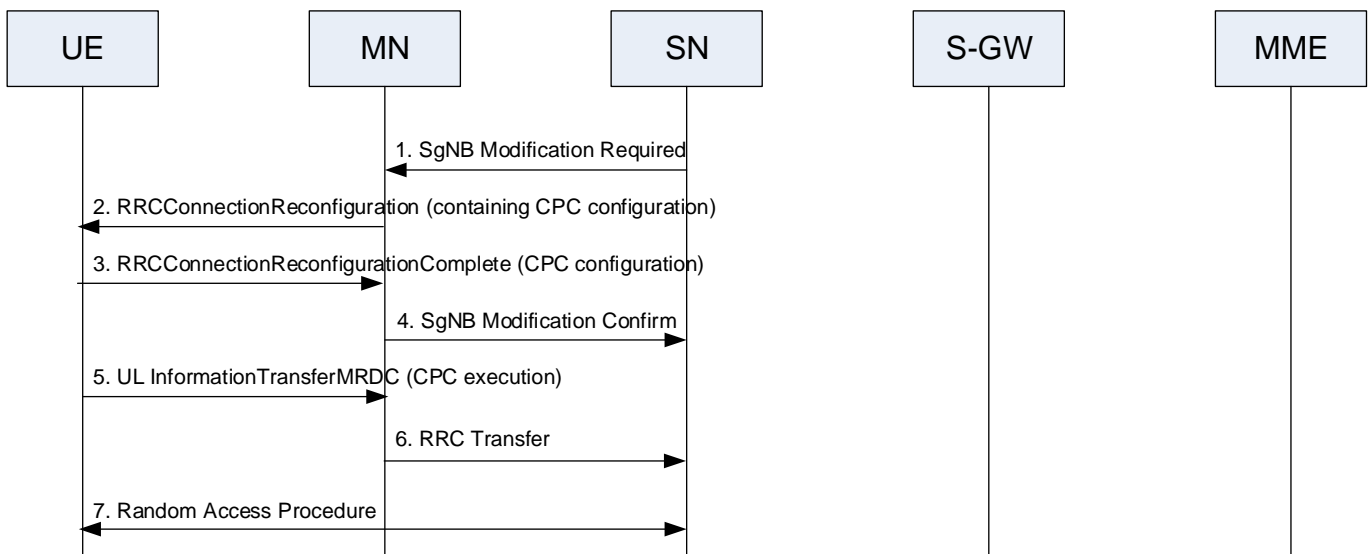 UE
MN
SN
S-GW
MME
1. SgNB Modification Required
2. RRCConnectionReconfiguration (containing CPC configuration)
3. RRCConnectionReconfigurationComplete (CPC configuration)
4. SgNB Modification Confirm
5. UL InformationTransferMRDC (CPC execution)
6. RRC Transfer
7. Random Access Procedure